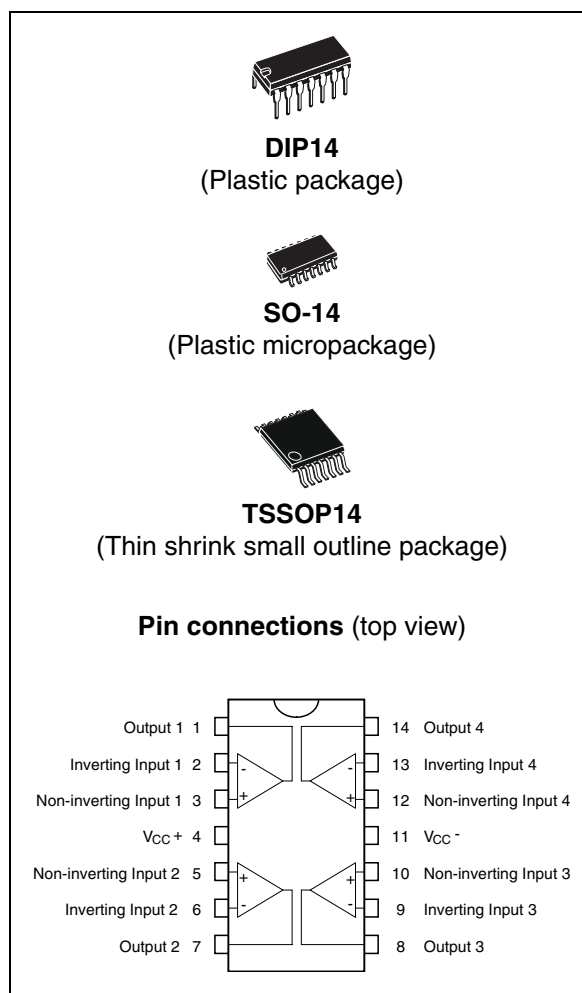 DIP14
(Plastic package)
SO-14
(Plastic micropackage)
TSSOP14
(Thin shrink small outline package)
Pin connections (top view)
Output 1 1 14 Output 4
Inverting Input 1 2 - - 13 Inverting Input 4
Non-inverting Input 1 3 + + 12 Non-inverting Input 4
VCC + 4 11 VCC -
Non-inverting Input 2 5 + + 10 Non-inverting Input 3
Inverting Input 2 6 - - 9 Inverting Input 3
Output 2 7 8 Output 3